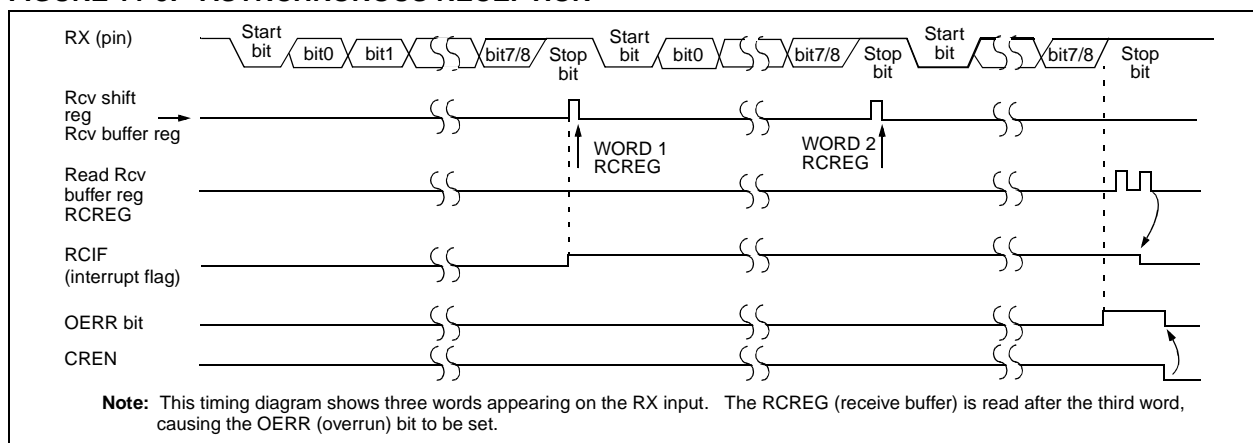 RX (pin)
Start bit
bit0
bit1
bit7/8
Stop bit
Start bit
bit0
bit7/8
Stop bit
Start bit
bit7/8
Stop bit
Rcv shift
reg
Rcv buffer reg
WORD 1
RCREG
WORD 2
RCREG
Read Rcv
buffer reg
RCREG
RCIF
(interrupt flag)
OERR bit
CREN
Note: This timing diagram shows three words appearing on the RX input. The RCREG (receive buffer) is read after the third word,
causing the OERR (overrun) bit to be set.